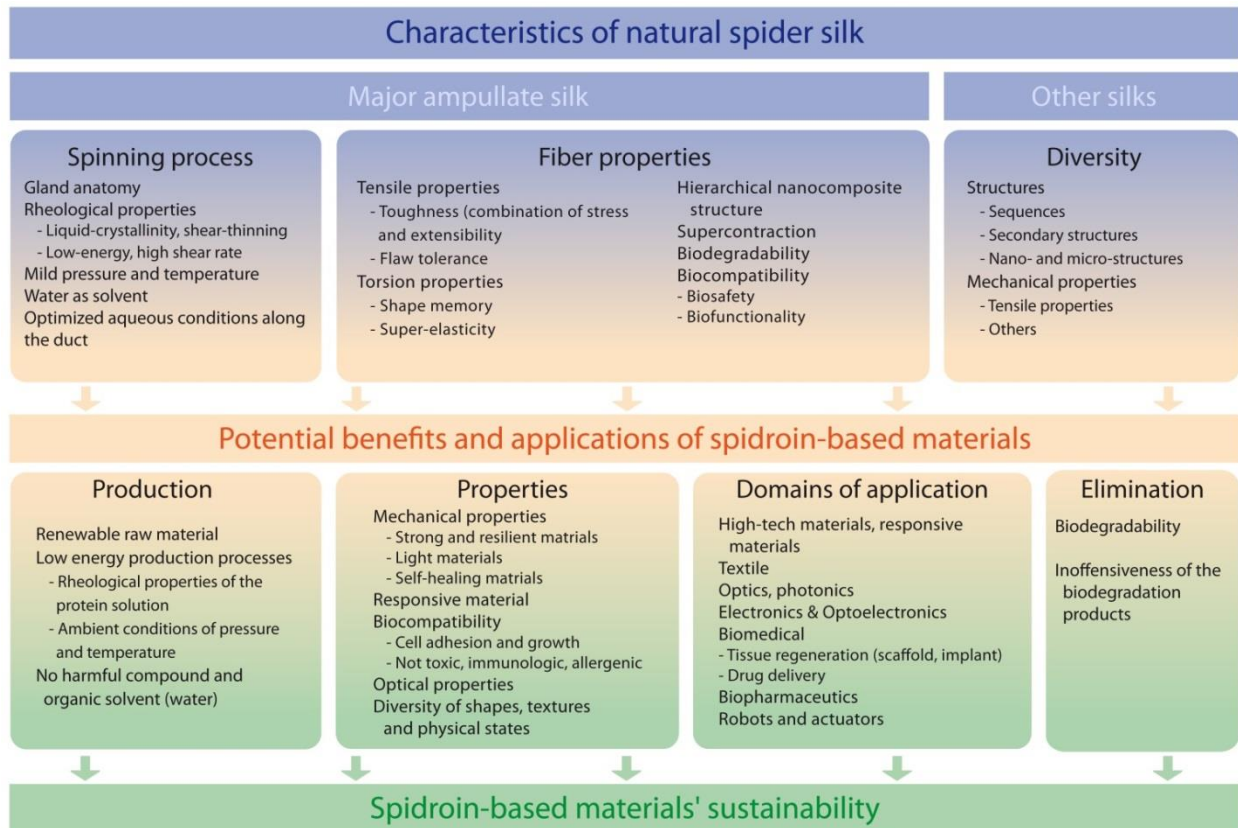 Characteristics of natural spider silk
Major ampullate silk
Other silks
Spinning process
Gland anatomy
Rheological properties
- Liquid-crystallinity, shear-thinning
- Low-energy, high shear rate
Mild pressure and temperature
Water as solvent
Optimized aqueous conditions along
the duct
Fiber properties
Tensile properties
- Toughness (combination of stress
and extensibility
- Flaw tolerance
Torsion properties
- Shape memory
- Super-elasticity
Hierarchical nanocomposite
structure
Supercontraction
Biodegradability
Biocompatibility
- Biosafety
- Biofunctionality
Diversity
Structures
- Sequences
- Secondary structures
- Nano- and micro-structures
Mechanical properties
- Tensile properties
- Others
Potential benefits and applications of spidroin-based materials
Production
Renewable raw material
Low energy production processes
- Rheological properties of the
protein solution
- Ambient conditions of pressure
and temperature
No harmful compound and
organic solvent (water)
Properties
Mechanical properties
- Strong and resilient matrials
- Light materials
- Self-healing matrials
Responsive material
Biocompatibility
- Cell adhesion and growth
- Not toxic, immunologic, allergenic
Optical properties
Diversity of shapes, textures
and physical states
Domains of application
High-tech materials, responsive
materials
Textile
Optics, photonics
Electronics & Optoelectronics
Biomedical
- Tissue regeneration (scaffold, implant)
- Drug delivery
Biopharmaceutics
Robots and actuators
Elimination
Biodegradability
Inoffensiveness of the
biodegradation
products
Spidroin-based materials' sustainability